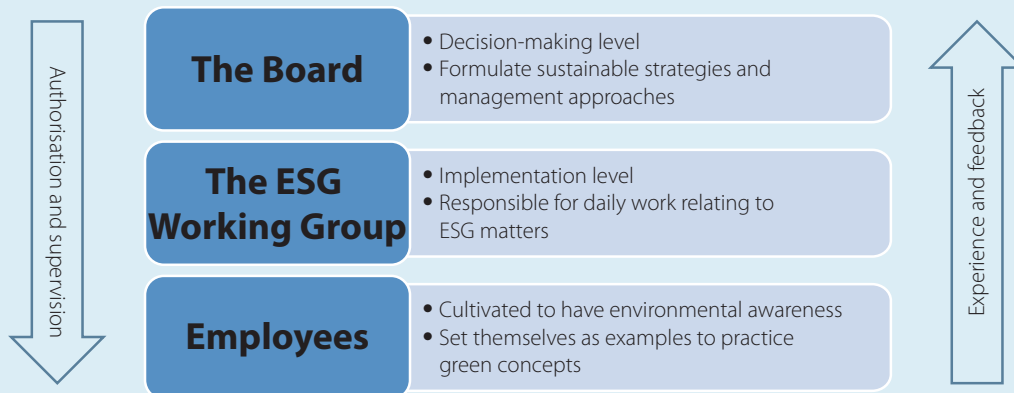 Authorisation and supervision
The Board
• Decision-making level
• Formulate sustainable strategies and
management approaches
The ESG
Working Group
• Implementation level
• Responsible for daily work relating to
ESG matters
Employees
• Cultivated to have environmental awareness
• Set themselves as examples to practice
green concepts
Experience and feedback